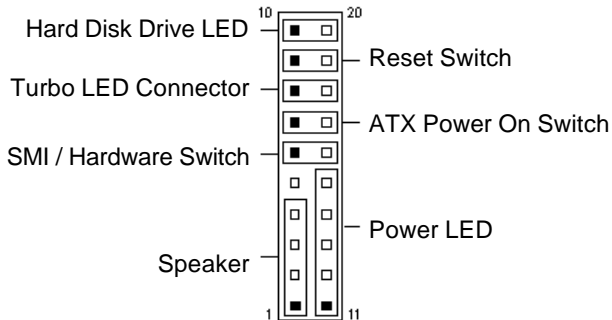 10 20
Hard Disk Drive LED
Reset Switch
Turbo LED Connector
ATX Power On Switch
SMI / Hardware Switch
Power LED
Speaker
1 11